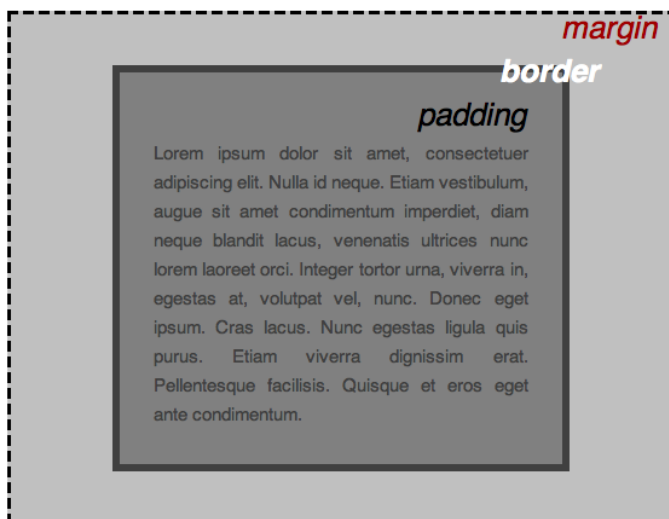 margin
border
padding
Lorem ipsum dolor sit amet, consectetuer
adipiscing elit. Nulla id neque. Etiam vestibulum,
augue sit amet condimentum imperdiet, diam
neque blandit lacus, venenatis ultrices nunc
lorem laoreet orci. Integer tortor urna, viverra in,
egestas at, volutpat vel, nunc. Donec eget
ipsum. Cras lacus. Nunc egestas ligula quis
purus. Etiam viverra dignissim erat.
Pellentesque facilisis. Quisque et eros eget
ante condimentum.